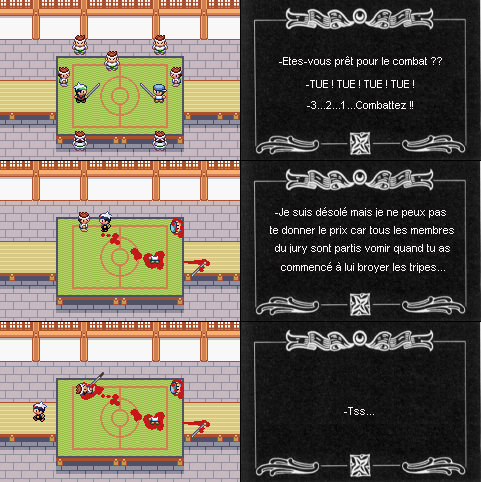 -Etes-vous prêt pour le combat ??
-TUE ! TUE ! TUE ! TUE !
-3...2...1...Combattez !!
-Je suis désolé mais je ne peux pas
te donner le prix car tous les membres
du jury sont partis vomir quand tu as
commencé à lui broyer les tripes...
-Tss...